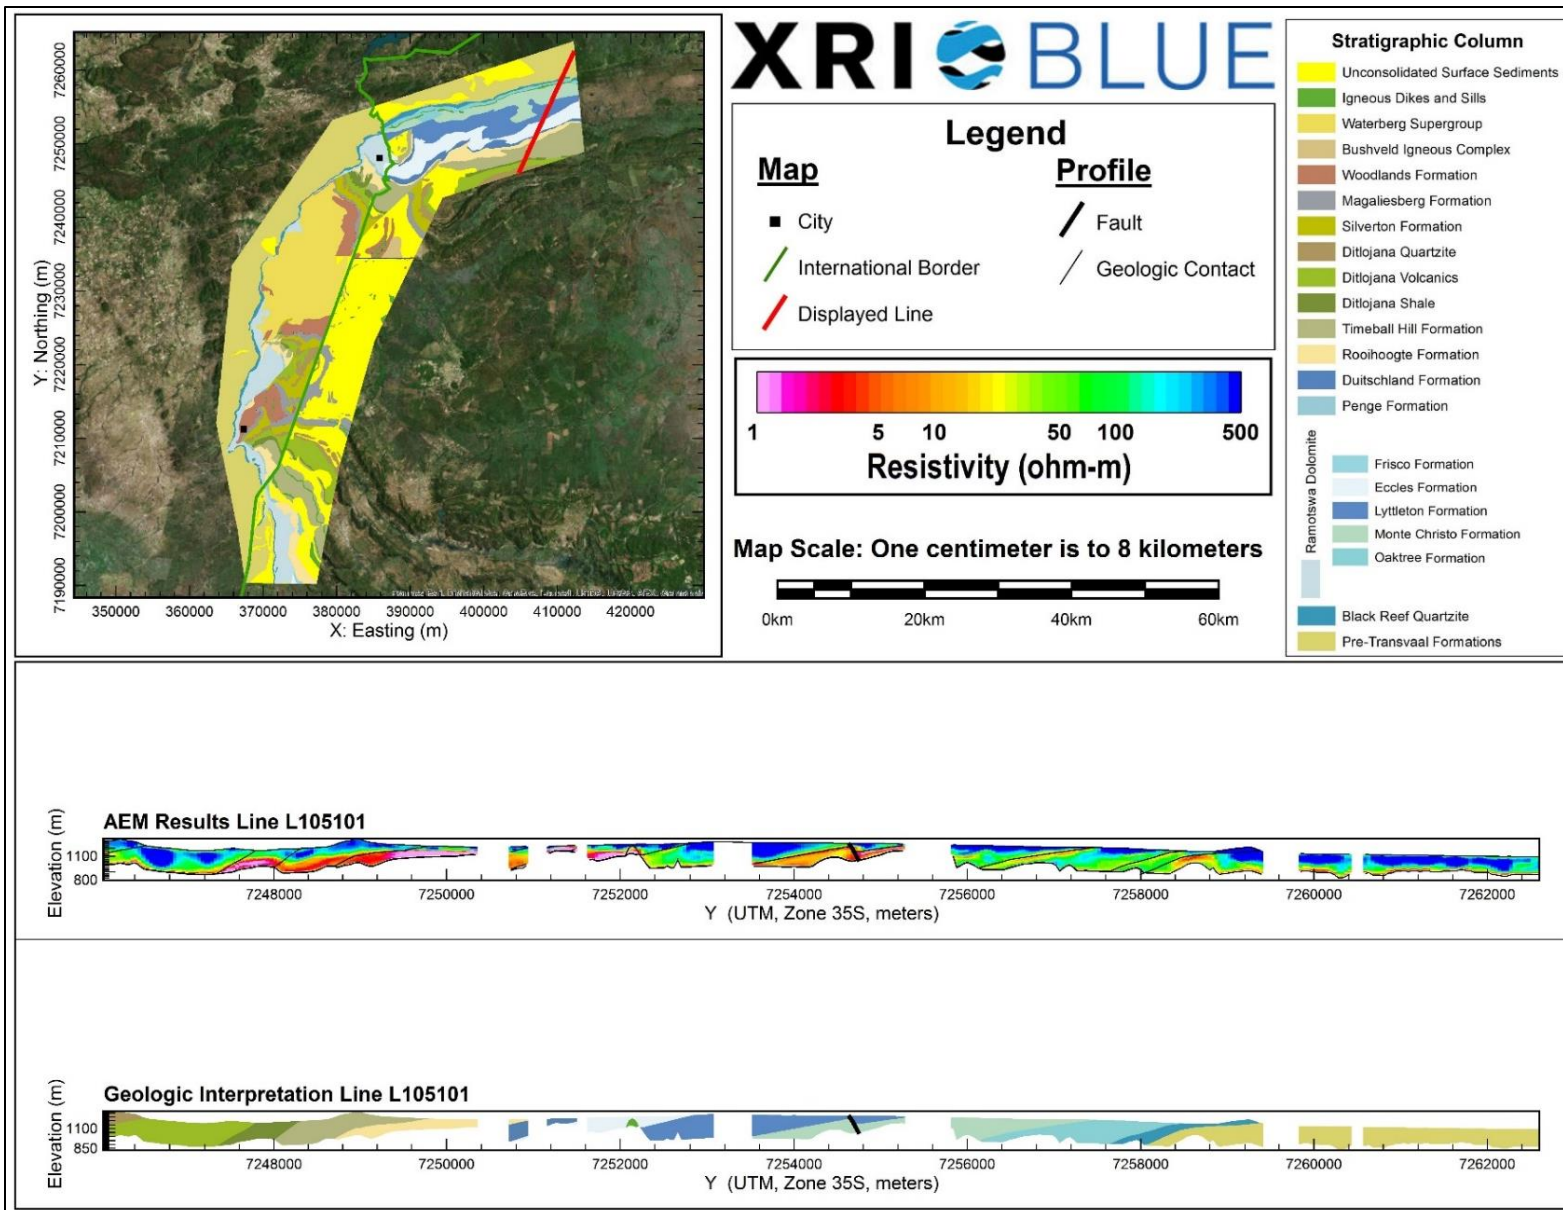 7260000
7250000
7240000
7230000
7220000
7210000
7200000
7190000
Y: Northing (m)
350000 360000 370000 380000 390000 400000 410000 420000
X: Easting (m)
XRI BLUE
Legend
Map
Profile
City
Fault
International Border
Geologic Contact
Displayed Line
1 5 10 50 100 500
Resistivity (ohm-m)
Map Scale: One centimeter is to 8 kilometers
0km 20km 40km 60km
Stratigraphic Column
Unconsolidated Surface Sediments
Igneous Dikes and Sills
Waterberg Supergroup
Bushveld Igneous Complex
Woodlands Formation
Magaliesberg Formation
Silverton Formation
Ditlojana Quartzite
Ditlojana Volcanics
Ditlojana Shale
Timeball Hill Formation
Rooihoogte Formation
Duitschland Formation
Penge Formation
Ramotswa Dolomite
Frisco Formation
Eccles Formation
Lyttleton Formation
Monte Christo Formation
Oaktree Formation
Black Reef Quartzite
Pre-Transvaal Formations
AEM Results Line L105101
Elevation (m)
1100
800
7248000 7250000 7252000 7254000 7256000 7258000 7260000 7262000
Y (UTM, Zone 35S, meters)
Geologic Interpretation Line L105101
Elevation (m)
1100
850
7248000 7250000 7252000 7254000 7256000 7258000 7260000 7262000
Y (UTM, Zone 35S, meters)